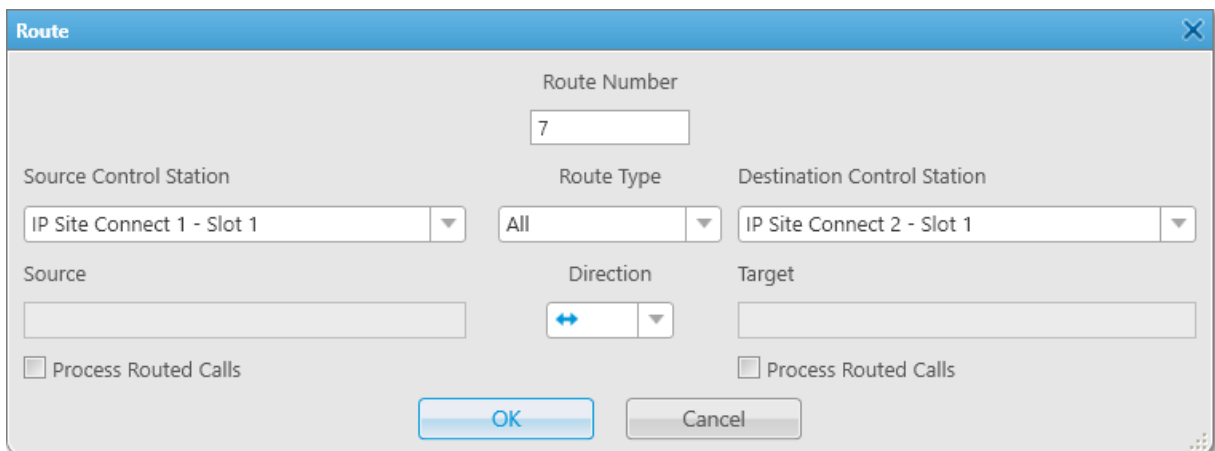 Route
Route Number
7
Source Control Station Route Type Destination Control Station
IP Site Connect 1 - Slot 1 All IP Site Connect 2 - Slot 1
Source Direction Target
Process Routed Calls Process Routed Calls
OK Cancel